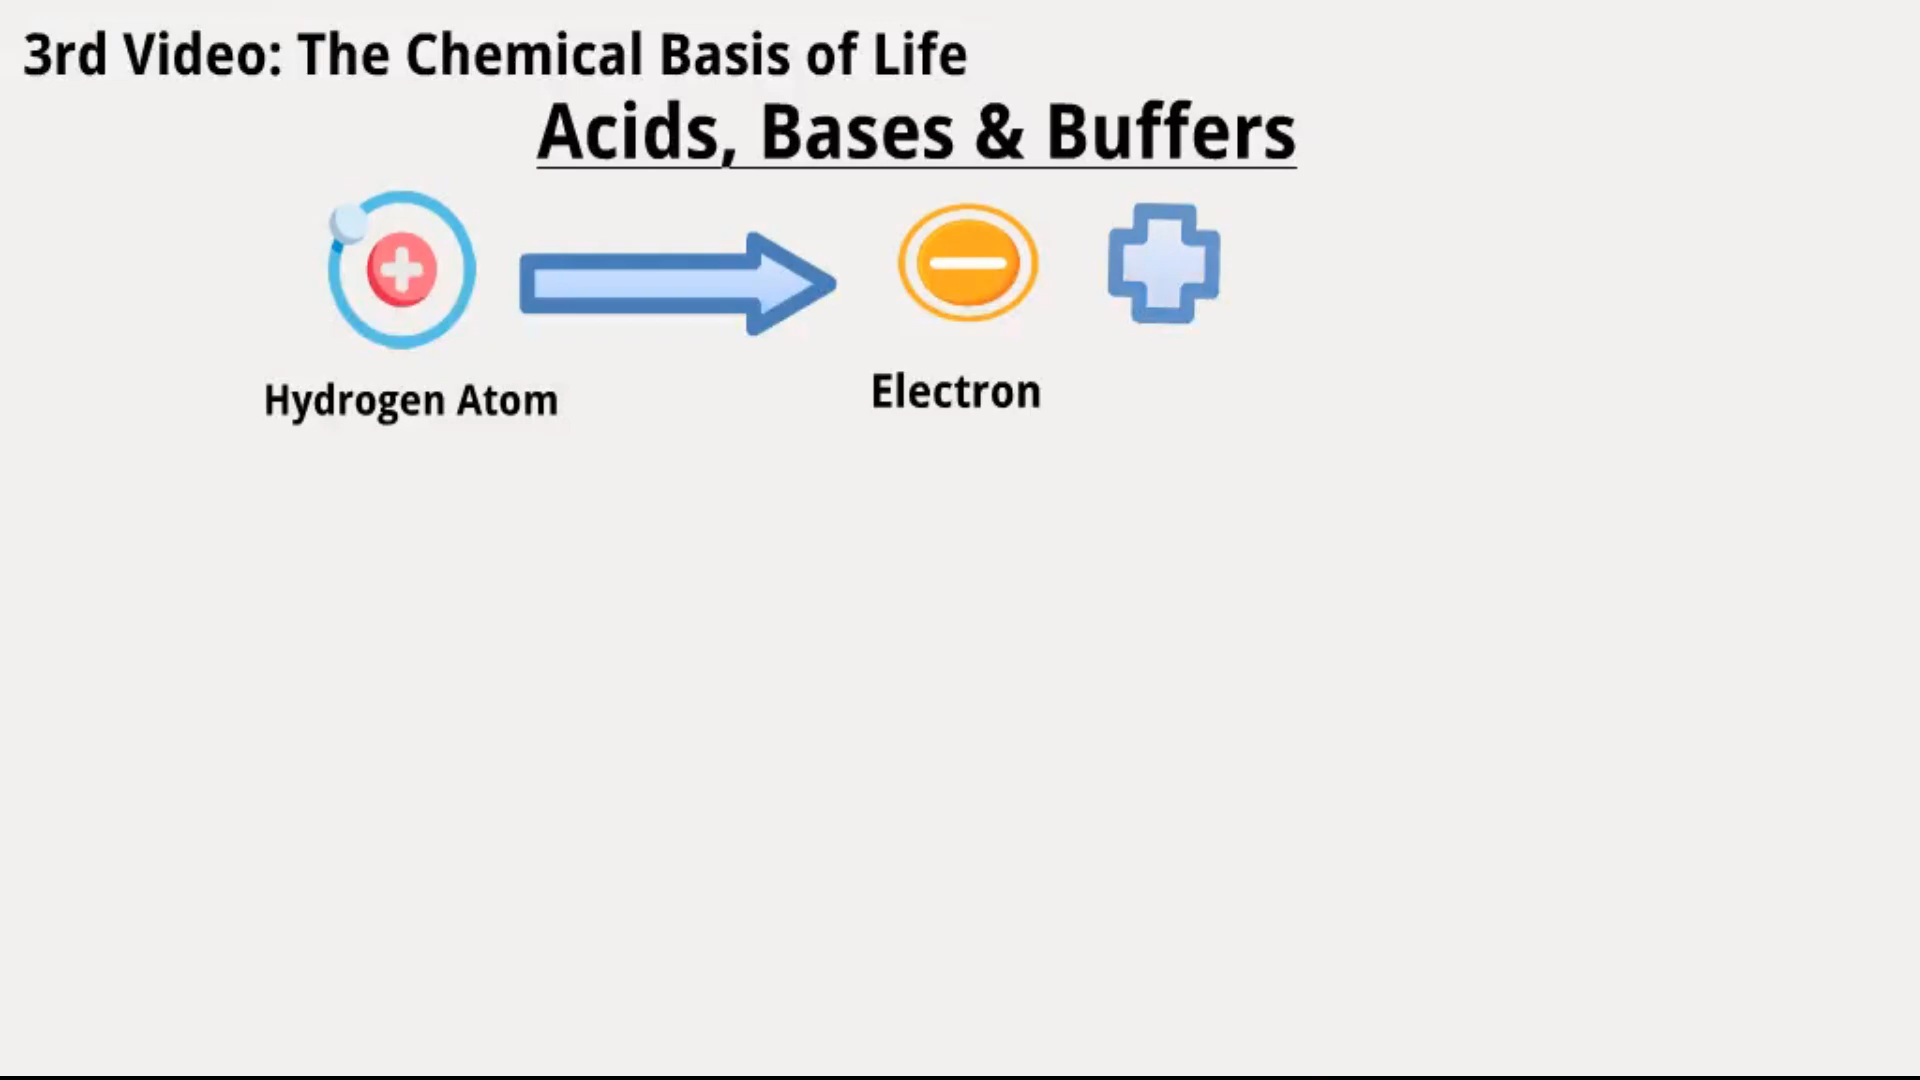 3rd Video: The Chemical Basis of Life
Acids, Bases & Buffers
Hydrogen Atom
Electron